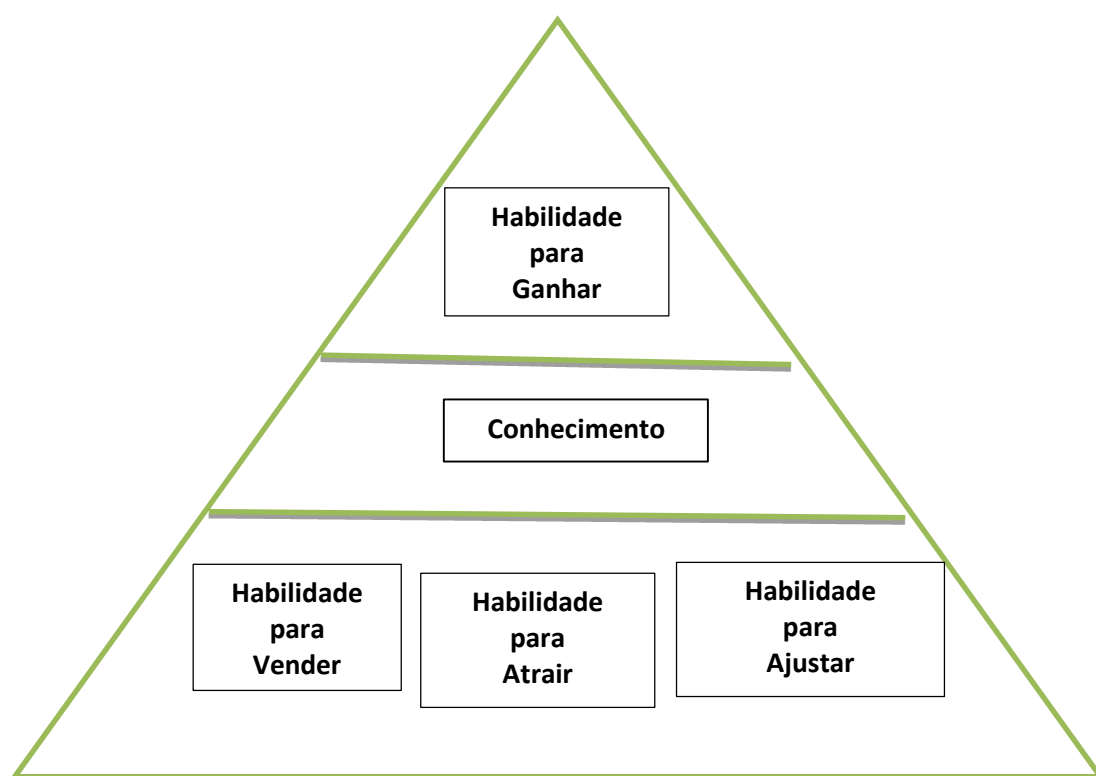 Habilidade
para
Ganhar
Conhecimento
Habilidade
para
Vender
Habilidade
para
Atrair
Habilidade
para
Ajustar